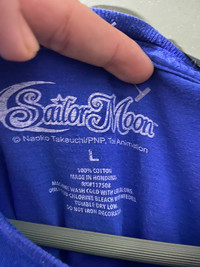 Sailor Moon
© Naoko Takeuchi/PNP, Toei Animation
L
100% COTTON
MADE IN HONDURAS
MACHINE WASH COLD WITH LIKE COLORS
TUMBLE DRY LOW
DO NOT IRON DECORATION